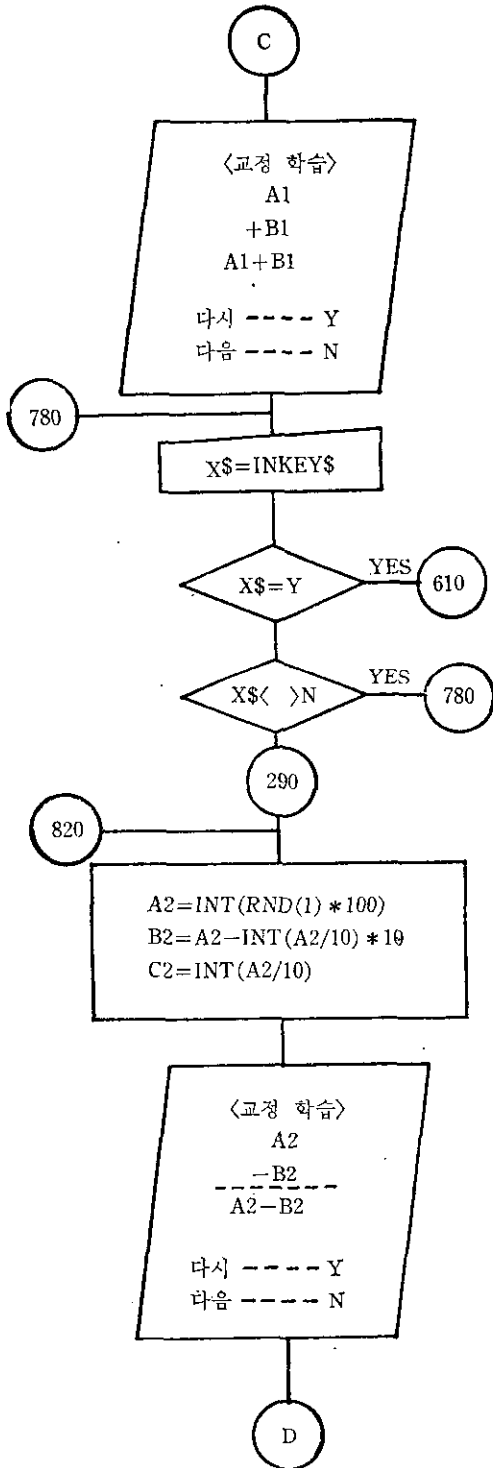 C
〈교정 학습〉
A1
+B1
A1+B1
다시 ---- Y
다음 ---- N
780
X$=INKEY$
X$=Y
YES
610
X$〈 〉N
YES
780
290
820
A2=INT(RND(1)*100)
B2=A2-INT(A2/10)*10
C2=INT(A2/10)
〈교정 학습〉
A2
-B2
-------
A2-B2
다시 ---- Y
다음 ---- N
D